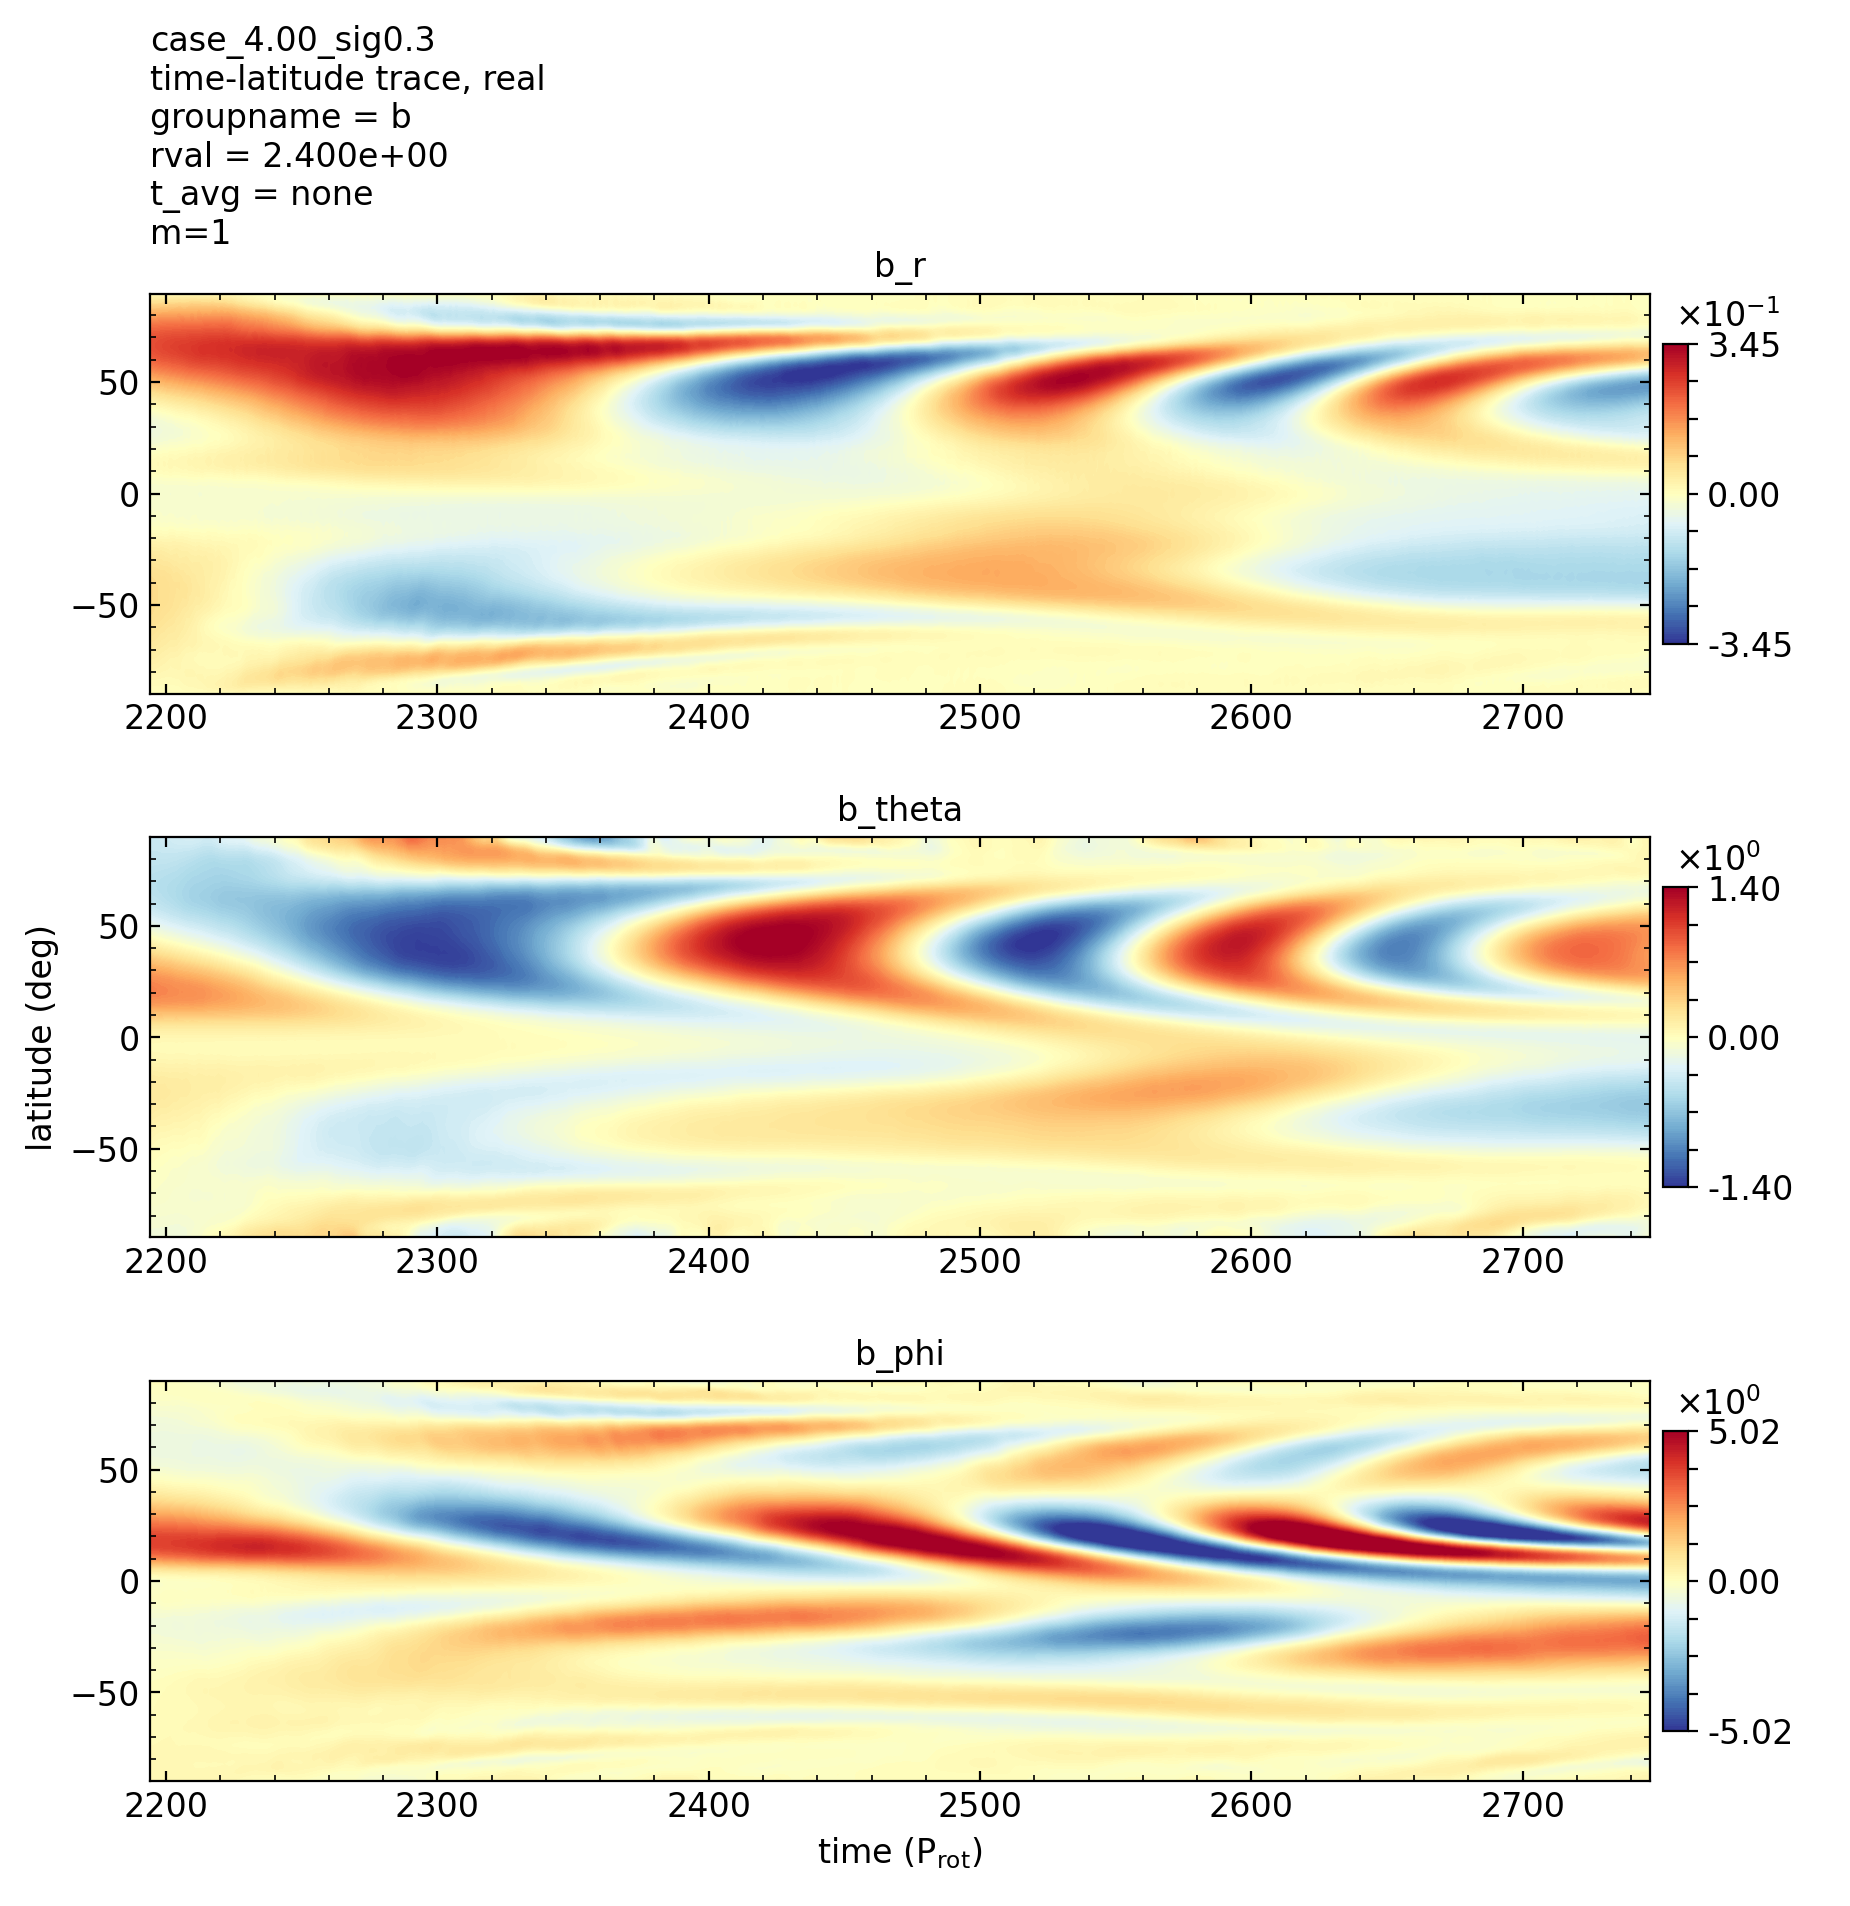 case_4.00_sig0.3
time-latitude trace, real
groupname = b
rval = 2.400e+00
t_avg = none
m=1
b_r
×10⁻¹
3.45
0.00
-3.45
50
0
−50
2200 2300 2400 2500 2600 2700
b_theta
×10⁰
1.40
0.00
-1.40
latitude (deg)
50
0
−50
2200 2300 2400 2500 2600 2700
b_phi
×10⁰
5.02
0.00
-5.02
50
0
−50
2200 2300 2400 2500 2600 2700
time (P_rot)